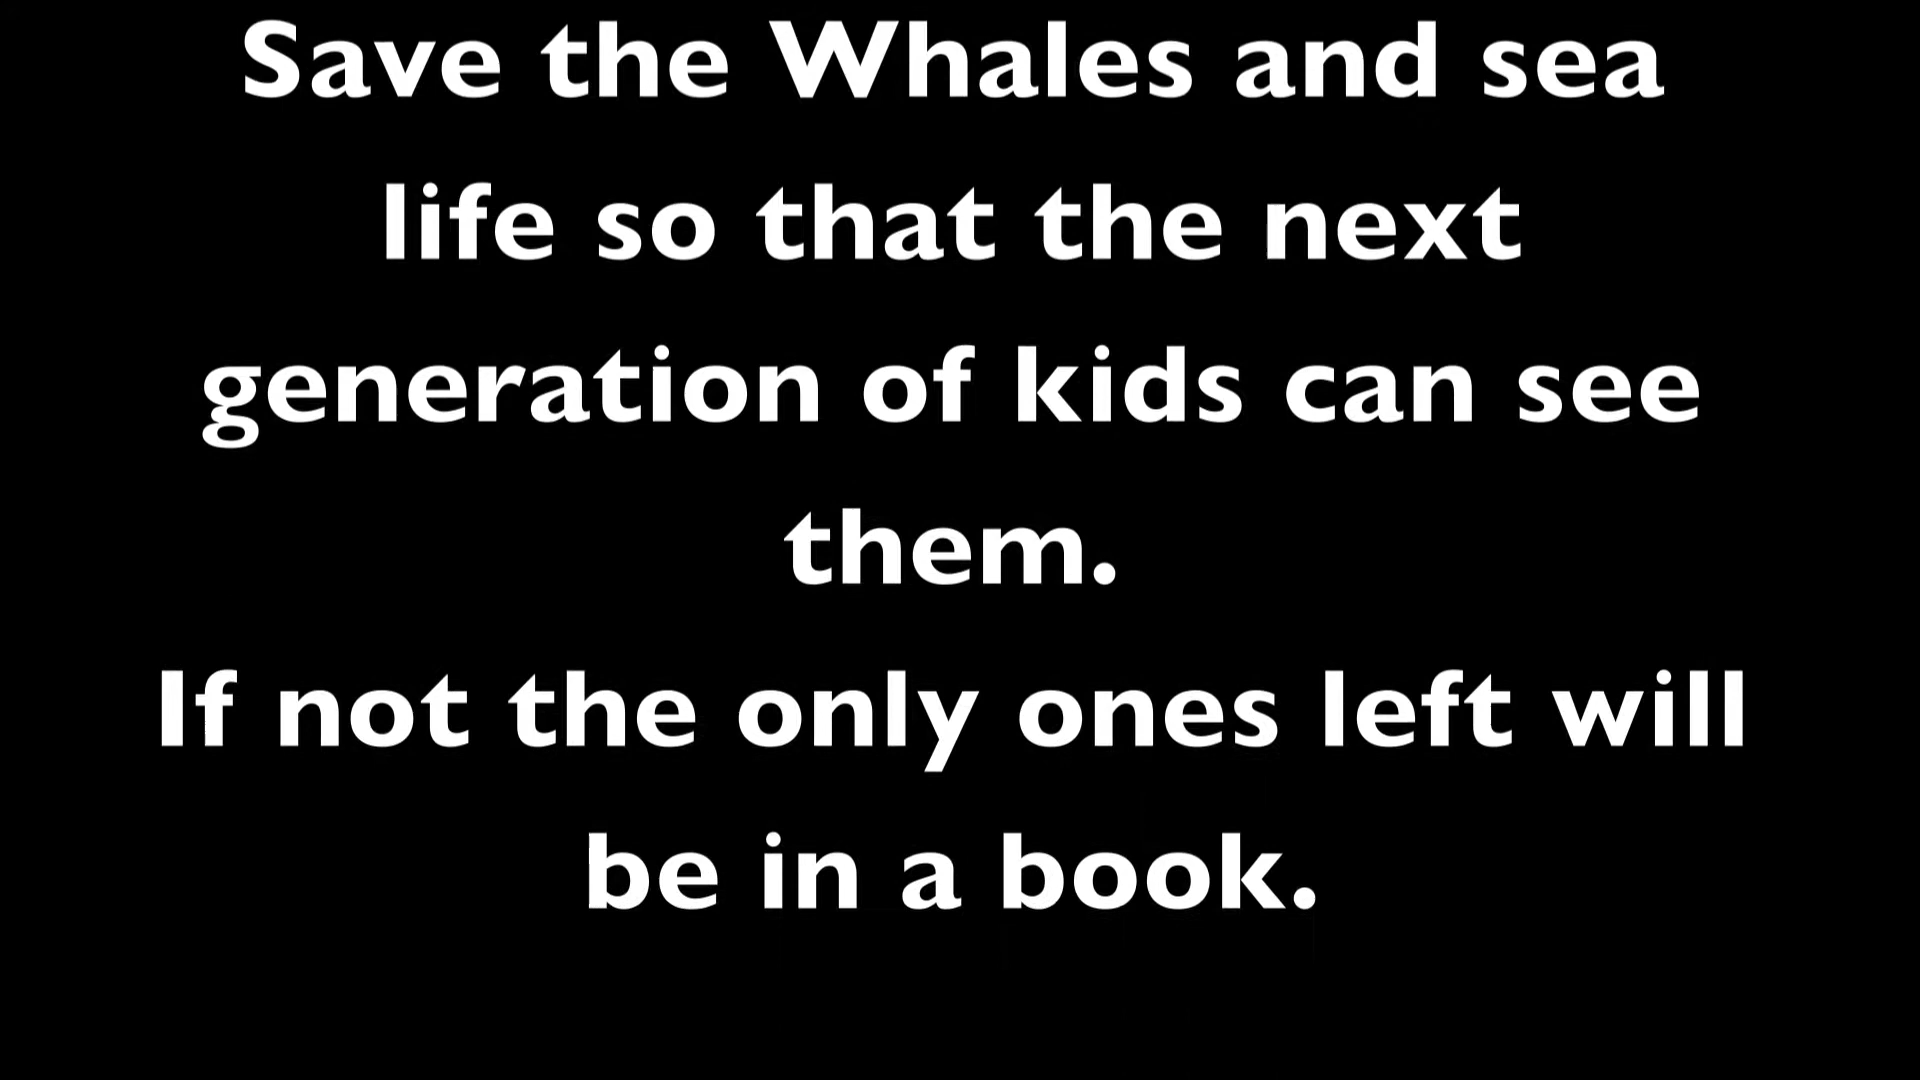 Save the Whales and sea
life so that the next
generation of kids can see
them.
If not the only ones left will
be in a book.